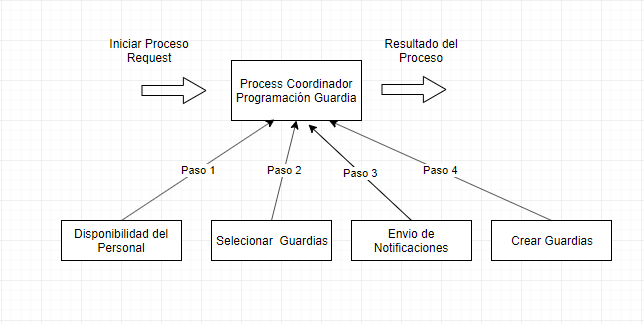 Iniciar Proceso
Request
Resultado del
Proceso
Process Coordinador
Programación Guardia
Paso 1
Paso 2
Paso 3
Paso 4
Disponibilidad del
Personal
Selecionar Guardias
Envio de
Notificaciones
Crear Guardias